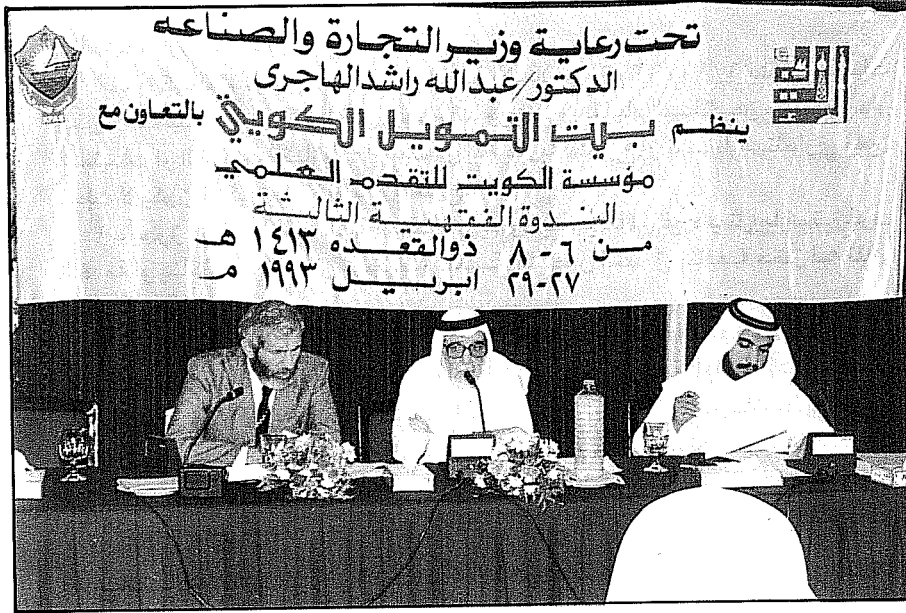 تحت رعاية وزير التجارة والصناعه
الدكتور/عبدالله راشد الهاجرى
ينظم بيت التمويل الكويتي بالتعاون مع
مؤسسة الكويت للتقدم العلمي
الندوة الفقهية الثالثة
من ٦ - ٨ ذوالقعده ١٤١٣ هـ
٢٧-٢٩ ابريل ١٩٩٣ م